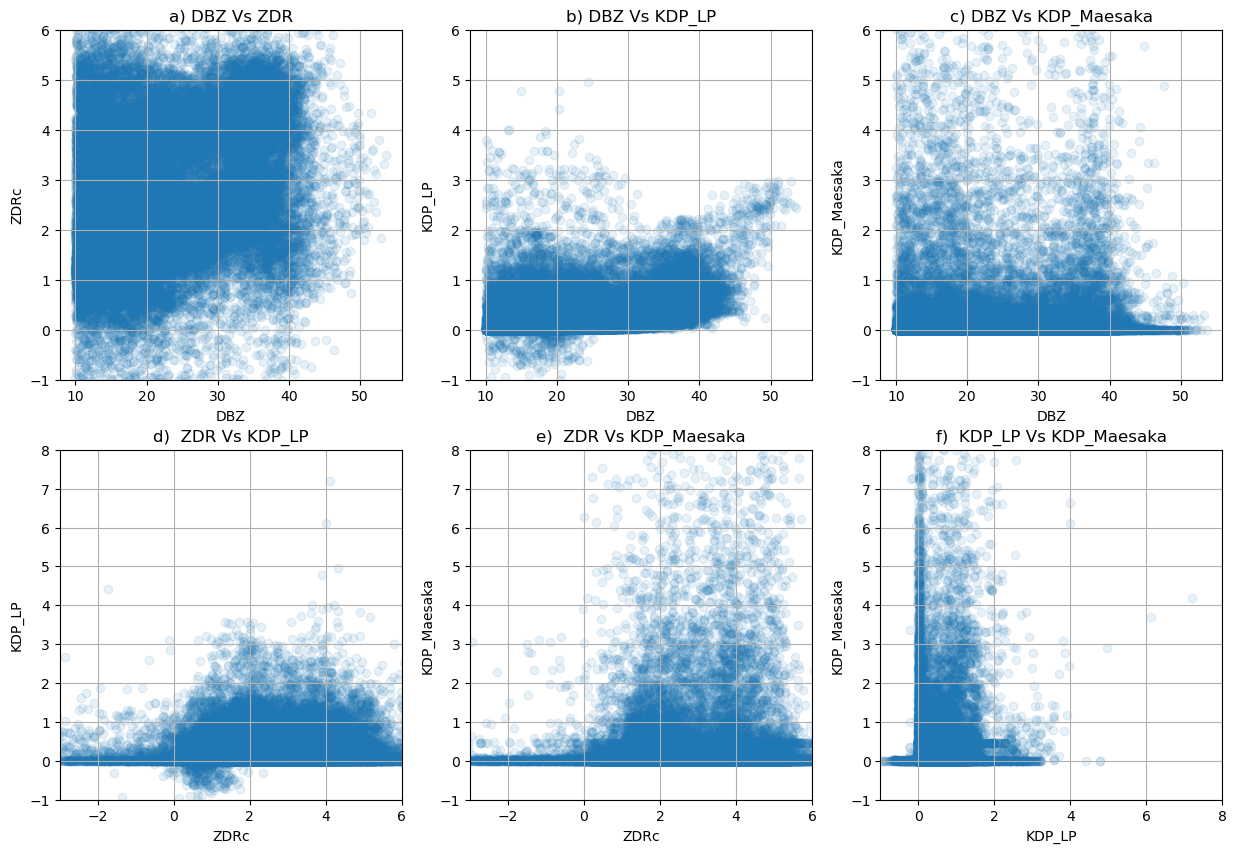 a) DBZ Vs ZDR
6
5
4
3
2
1
0
−1
ZDRc
10 20 30 40 50
DBZ
b) DBZ Vs KDP_LP
6
5
4
3
2
1
0
−1
KDP_LP
10 20 30 40 50
DBZ
c) DBZ Vs KDP_Maesaka
6
5
4
3
2
1
0
−1
KDP_Maesaka
10 20 30 40 50
DBZ
d) ZDR Vs KDP_LP
8
7
6
5
4
3
2
1
0
−1
KDP_LP
−2 0 2 4 6
ZDRc
e) ZDR Vs KDP_Maesaka
8
7
6
5
4
3
2
1
0
−1
KDP_Maesaka
−2 0 2 4 6
ZDRc
f) KDP_LP Vs KDP_Maesaka
8
7
6
5
4
3
2
1
0
−1
KDP_Maesaka
0 2 4 6 8
KDP_LP